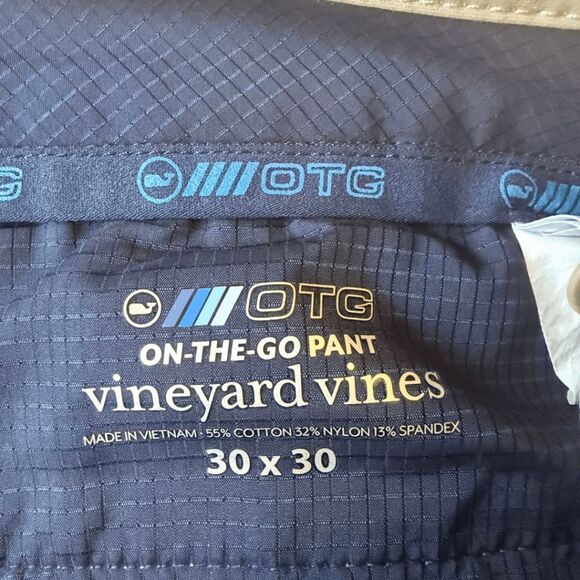 OTG
OTG
ON-THE-GO PANT
vineyard vines
MADE IN VIETNAM - 55% COTTON 32% NYLON 13% SPANDEX
30 x 30